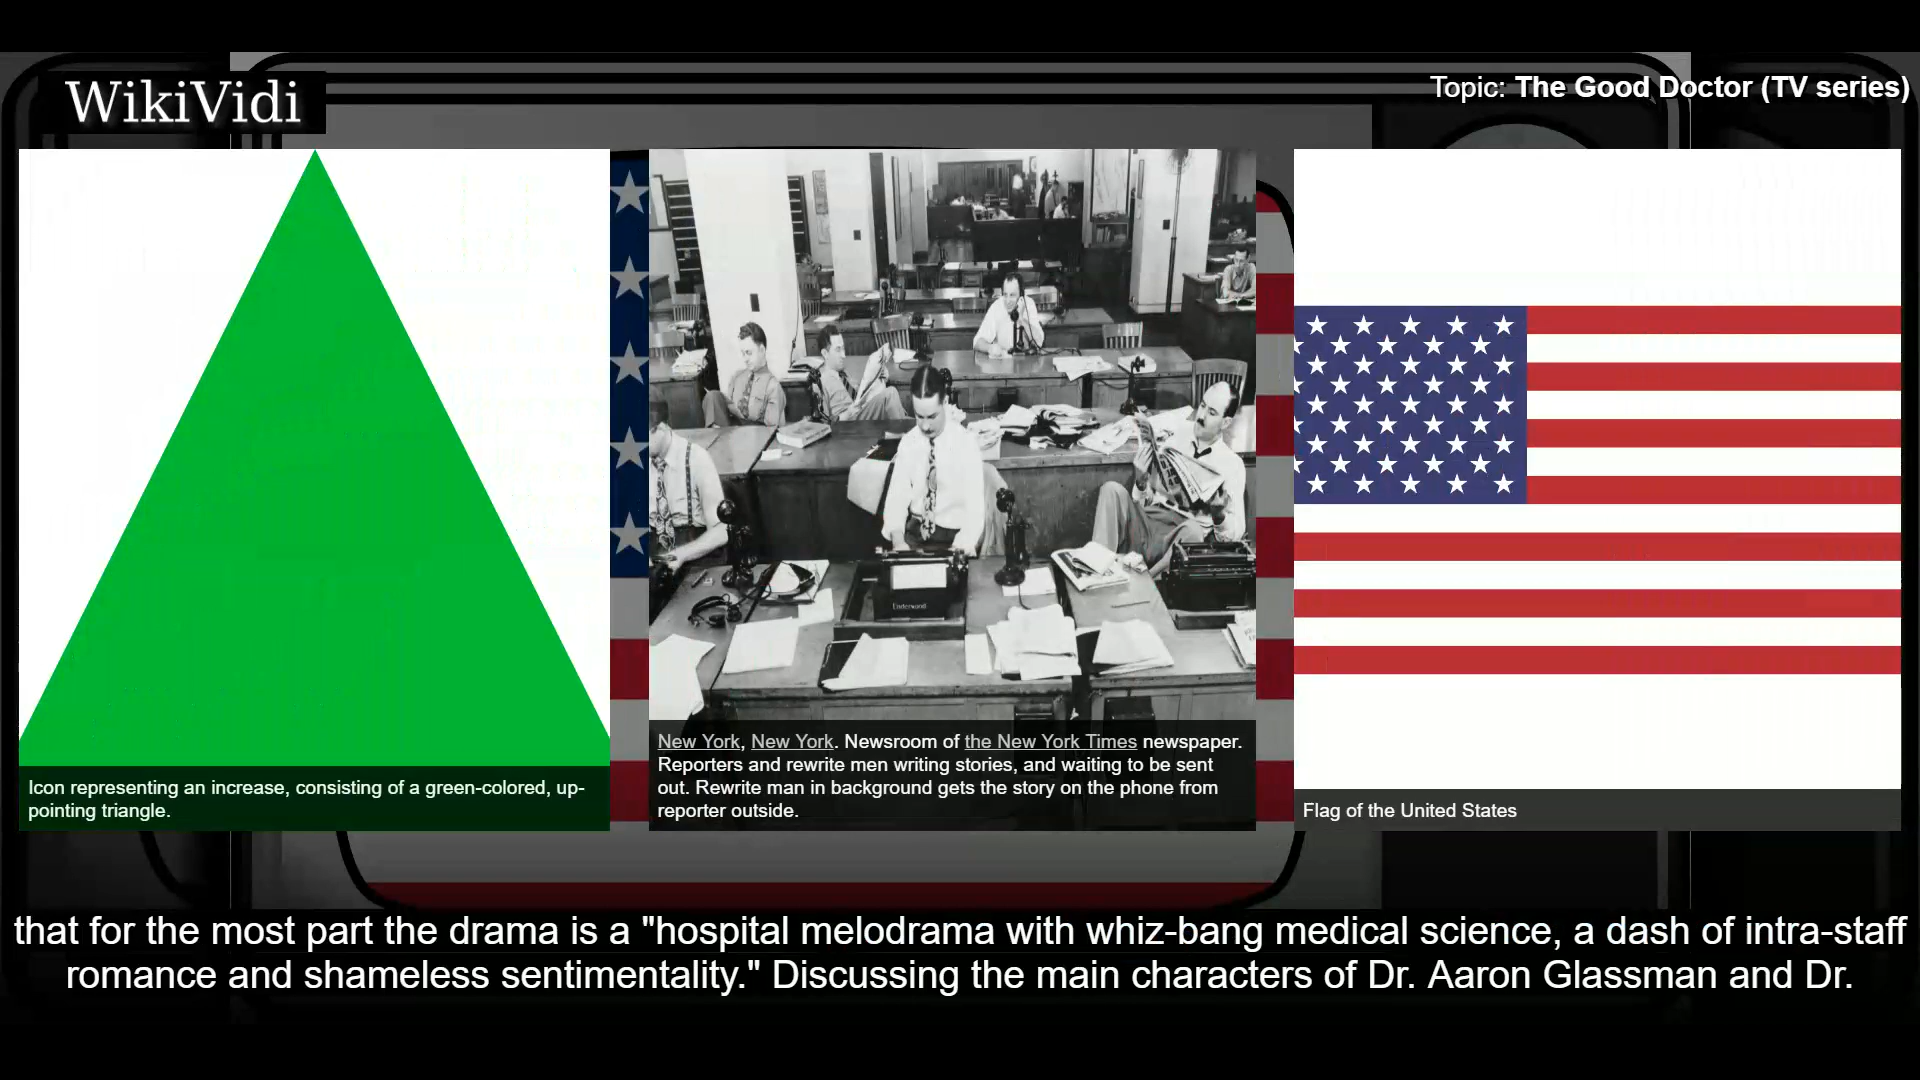 WikiVidi
Topic: The Good Doctor (TV series)
Underwood
Icon representing an increase, consisting of a green-colored, up-
pointing triangle.
New York, New York. Newsroom of the New York Times newspaper.
Reporters and rewrite men writing stories, and waiting to be sent
out. Rewrite man in background gets the story on the phone from
reporter outside.
Flag of the United States
that for the most part the drama is a "hospital melodrama with whiz-bang medical science, a dash of intra-staff
romance and shameless sentimentality." Discussing the main characters of Dr. Aaron Glassman and Dr.